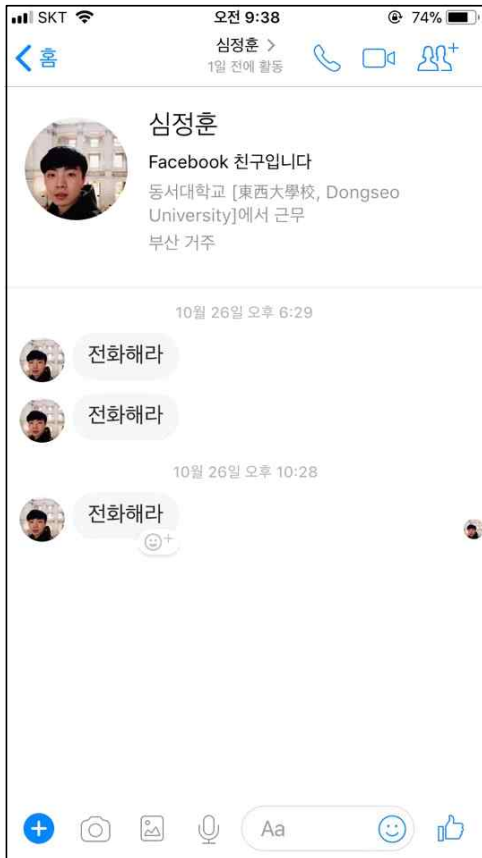 SKT 오전 9:38 74%
홈
심정훈 >
1일 전에 활동
심정훈
Facebook 친구입니다
동서대학교 [東西大學校, Dongseo
University]에서 근무
부산 거주
10월 26일 오후 6:29
전화해라
전화해라
10월 26일 오후 10:28
전화해라
Aa